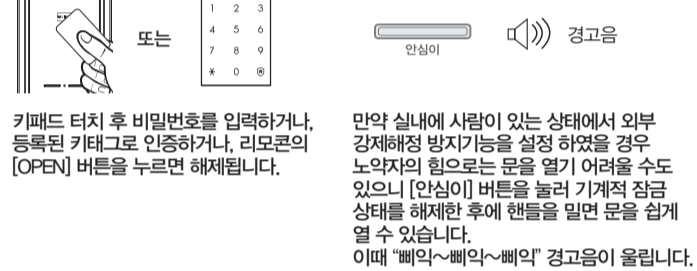 1 2 3
4 5 6
7 8 9
* 0
또는
안심이
경고음
키패드 터치 후 비밀번호를 입력하거나,
등록된 키태그로 인증하거나, 리모콘의
[OPEN] 버튼을 누르면 해제됩니다.
만약 실내에 사람이 있는 상태에서 외부
강제해정 방지기능을 설정 하였을 경우
노약자의 힘으로는 문을 열기 어려울 수도
있으니 [안심이] 버튼을 눌러 기계적 잠금
상태를 해제한 후에 핸들을 밀면 문을 쉽게
열 수 있습니다.
이때 “삐익~삐익~삐익” 경고음이 울립니다.